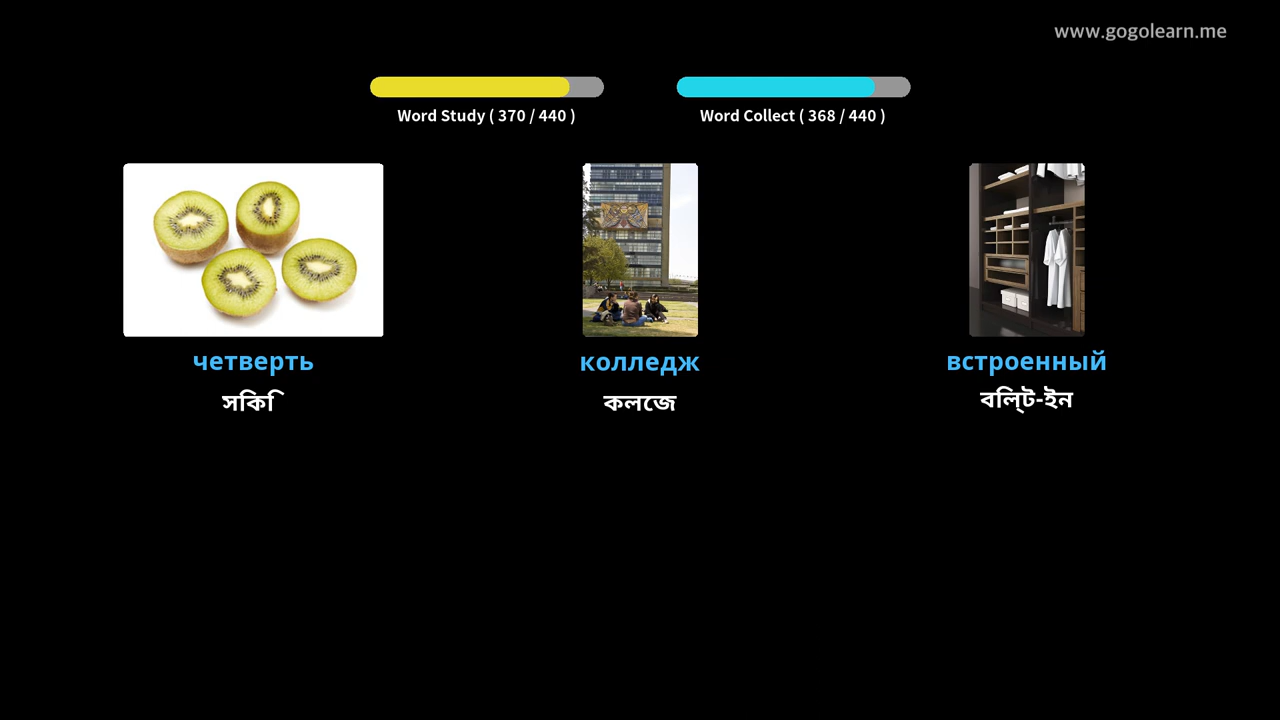 www.gogolearn.me
Word Study ( 370 / 440 )
Word Collect ( 368 / 440 )
четверть
колледж
встроенный
সিকি
কলেজ
বিল্ট-ইন